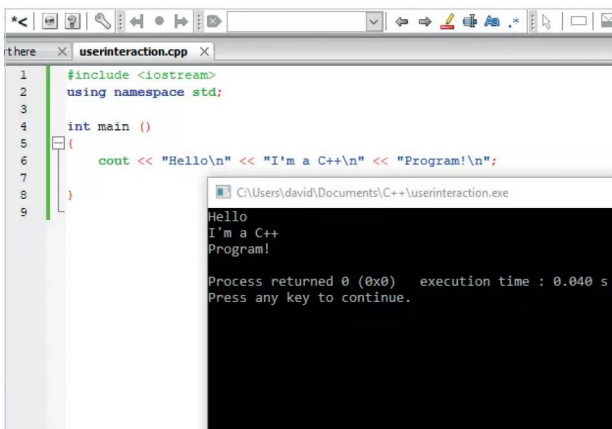 rt here userinteraction.cpp
1 #include <iostream>
2 using namespace std;
3
4 int main ()
5 {
6 cout << "Hello\n" << "I'm a C++\n" << "Program!\n";
7
8 }
9
C:\Users\david\Documents\C++\userinteraction.exe
Hello
I'm a C++
Program!
Process returned 0 (0x0) execution time : 0.040 s
Press any key to continue.